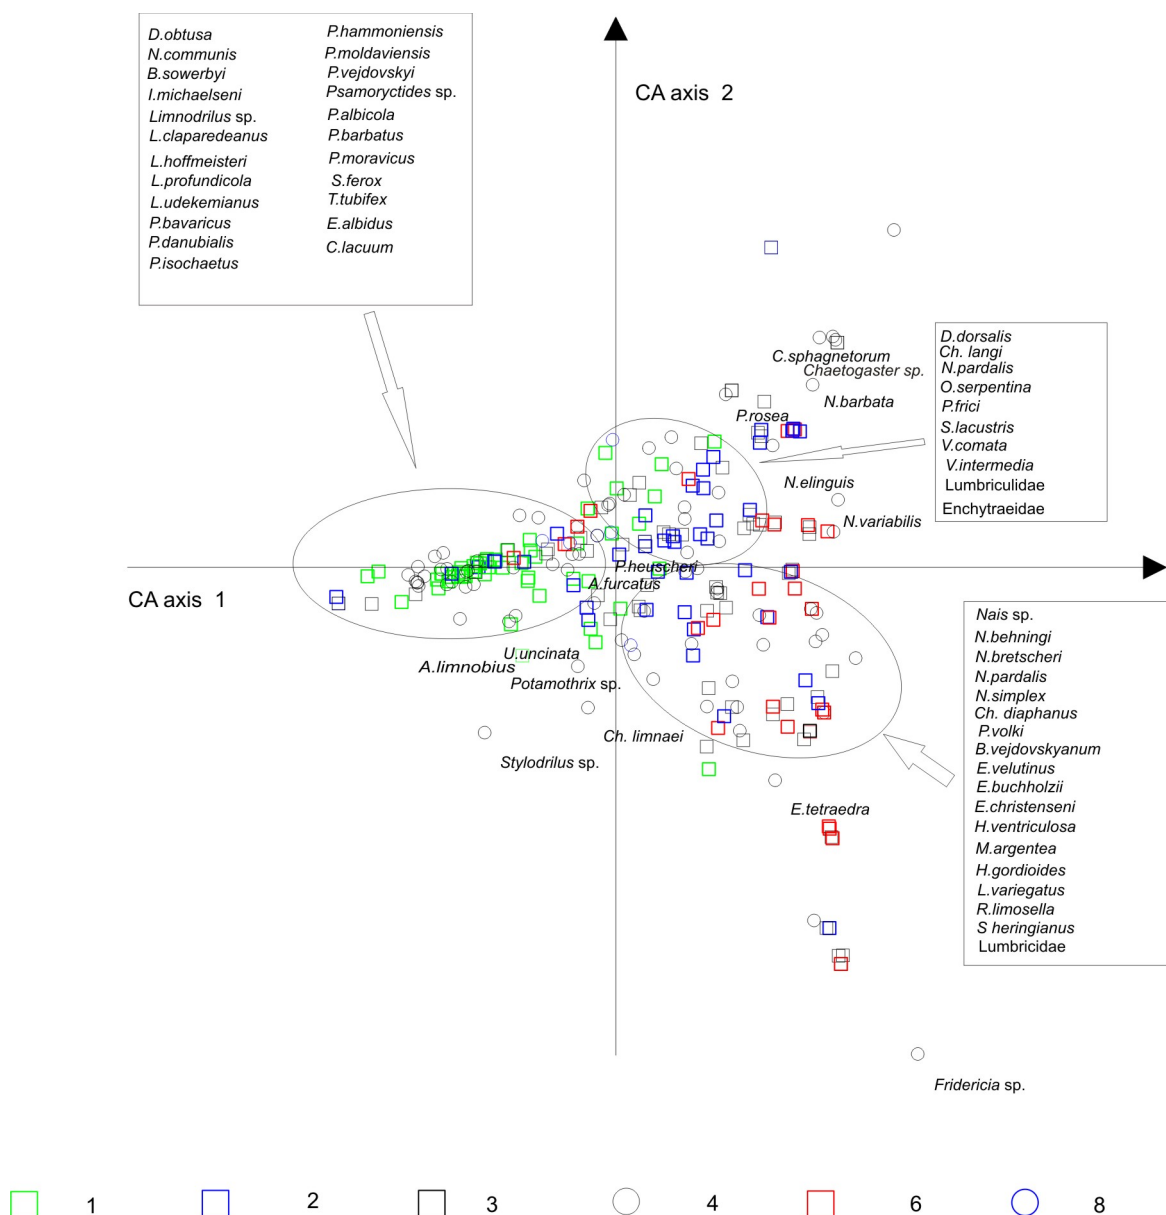 D.obtusa
N.communis
B.sowerbyi
I.michaelseni
Limnodrilus sp.
L.claparedeanus
L.hoffmeisteri
L.profundicola
L.udekemianus
P.bavaricus
P.danubialis
P.isochaetus
P.hammoniensis
P.moldaviensis
P.vejdovskyi
Psamoryctides sp.
P.albicola
P.barbatus
P.moravicus
S.ferox
T.tubifex
E.albidus
C.lacuum
CA axis 2
C.sphagnetorum
Chaetogaster sp.
N.barbata
P.rosea
N.elinguis
N.variabilis
D.dorsalis
Ch. langi
N.pardalis
O.serpentina
P.frici
S.lacustris
V.comata
V.intermedia
Lumbriculidae
Enchytraeidae
P.heuscheri
A.furcatus
CA axis 1
U.uncinata
A.limnobius
Potamothrix sp.
Ch. limnaei
Stylodrilus sp.
E.tetraedra
Nais sp.
N.behningi
N.bretscheri
N.pardalis
N.simplex
Ch. diaphanus
P.volki
B.vejdovskyanum
E.velutinus
E.buchholzii
E.christenseni
H.ventriculosa
M.argentea
H.gordioides
L.variegatus
R.limosella
S heringianus
Lumbricidae
Fridericia sp.
1 2 3 4 6 8